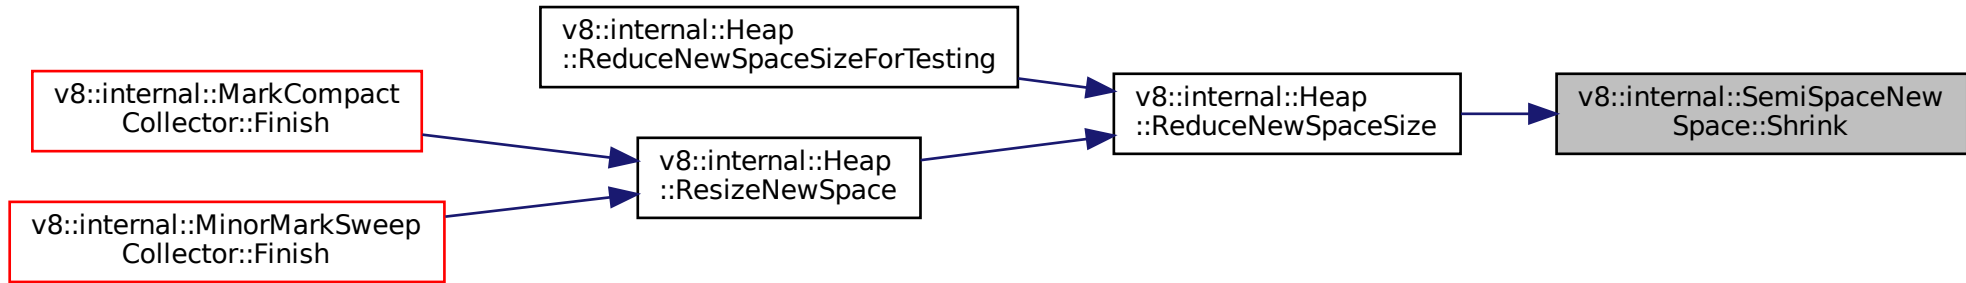 v8::internal::Heap
::ReduceNewSpaceSizeForTesting
v8::internal::MarkCompact
Collector::Finish
v8::internal::Heap
::ReduceNewSpaceSize
v8::internal::SemiSpaceNew
Space::Shrink
v8::internal::Heap
::ResizeNewSpace
v8::internal::MinorMarkSweep
Collector::Finish